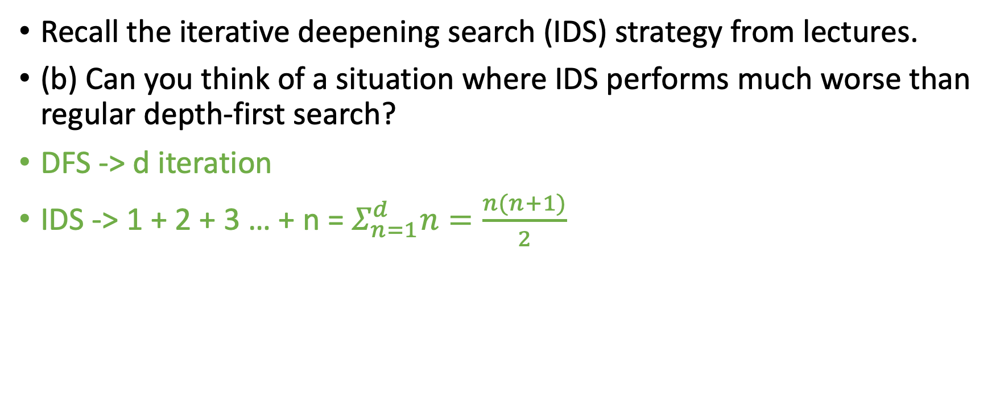 • Recall the iterative deepening search (IDS) strategy from lectures.
• (b) Can you think of a situation where IDS performs much worse than
regular depth-first search?
• DFS -> d iteration
• IDS -> 1 + 2 + 3 ... + n = Σ_{n=1}^{d} n = \frac{n(n+1)}{2}